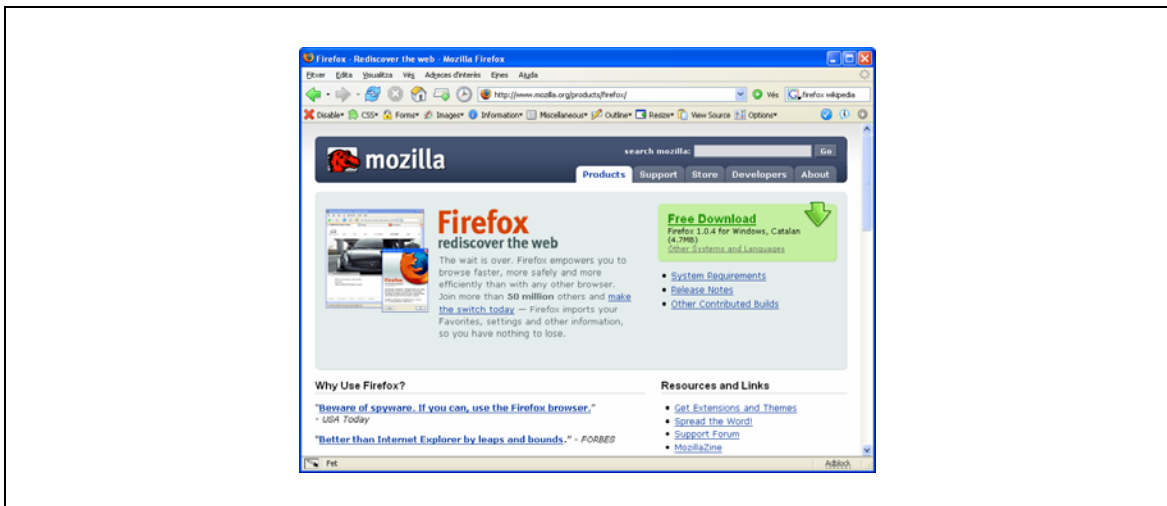 Firefox - Rediscover the web - Mozilla Firefox
Fitxer Edita Visualitza Vés Adreces d'interès Eines Ajuda
http://www.mozilla.org/products/firefox/ Vés firefox wikipedia
Disable CSS Forms Images Information Miscellaneous Outline Resize View Source Options
mozilla
search mozilla: Go
Products Support Store Developers About
Firefox
rediscover the web
The wait is over. Firefox empowers you to
browse faster, more safely and more
efficiently than with any other browser.
Join more than 50 million others and make
the switch today — Firefox imports your
Favorites, settings and other information,
so you have nothing to lose.
Free Download
Firefox 1.0.4 for Windows, Catalan
(4.7MB)
Other Systems and Languages
System Requirements
Release Notes
Other Contributed Builds
Why Use Firefox?
"Beware of spyware. If you can, use the Firefox browser."
- USA Today
"Better than Internet Explorer by leaps and bounds." - FORBES
Resources and Links
Get Extensions and Themes
Spread the Word!
Support Forum
MozillaZine
Fet Adblock